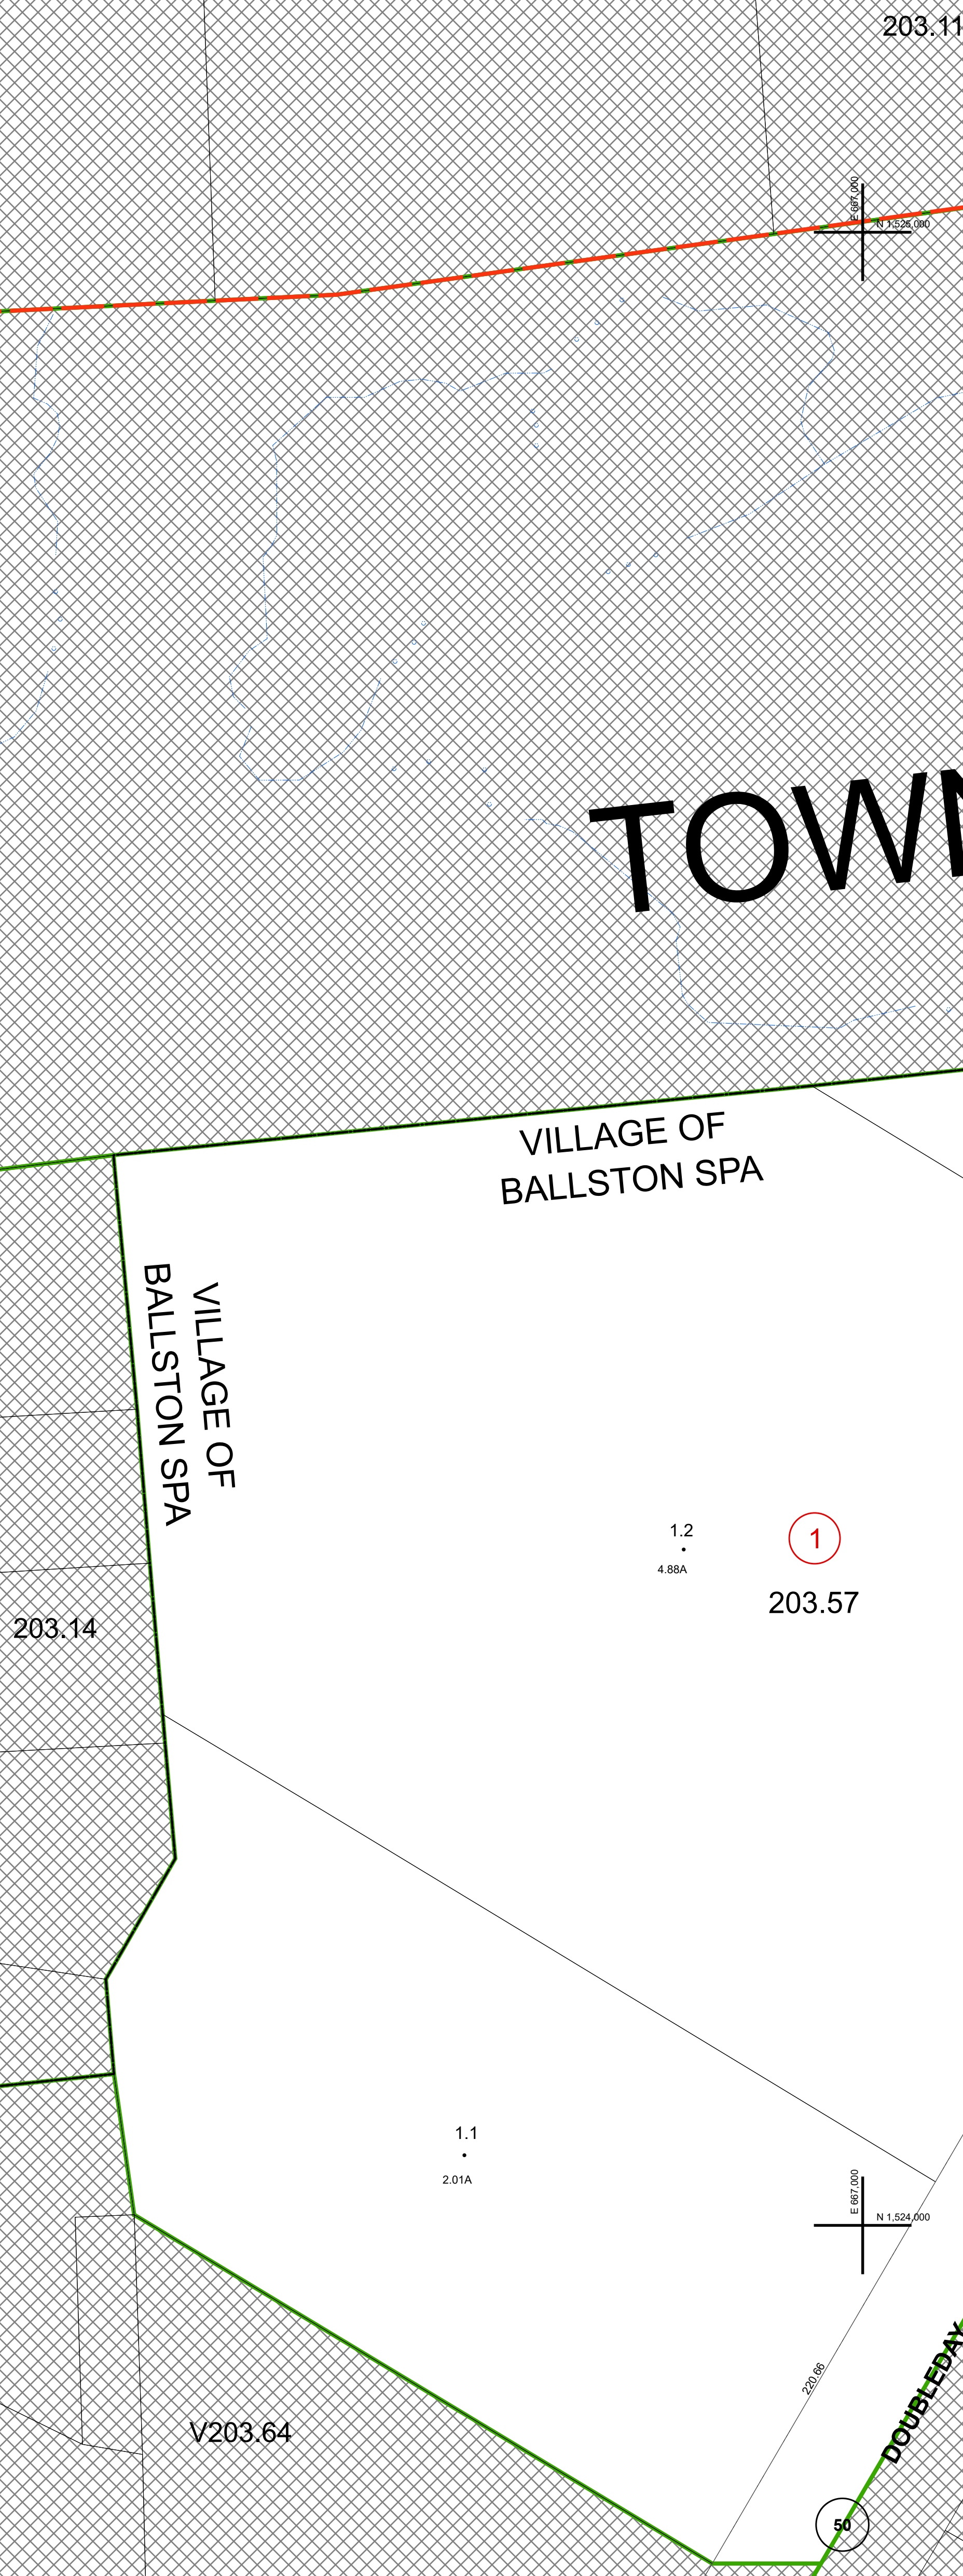 203.11
E 667,000
N 1,525,000
TOWN
VILLAGE OF
BALLSTON SPA
VILLAGE OF
BALLSTON SPA
1.2
4.88A
1
203.57
203.14
1.1
2.01A
E 667,000
N 1,524,000
220.66
DOUBLEDAY
V203.64
50